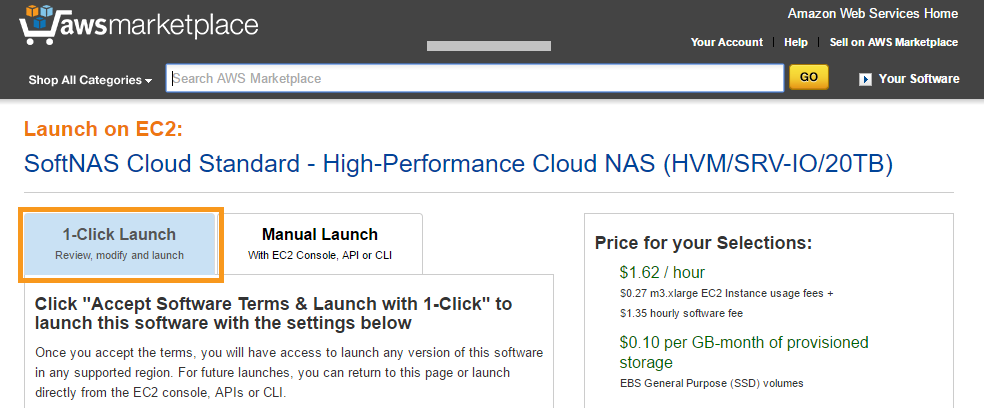 awsmarketplace
Amazon Web Services Home
Your Account | Help | Sell on AWS Marketplace
Shop All Categories
Search AWS Marketplace
GO
Your Software
Launch on EC2:
SoftNAS Cloud Standard - High-Performance Cloud NAS (HVM/SRV-IO/20TB)
1-Click Launch
Review, modify and launch
Manual Launch
With EC2 Console, API or CLI
Click "Accept Software Terms & Launch with 1-Click" to
launch this software with the settings below
Once you accept the terms, you will have access to launch any version of this software
in any supported region. For future launches, you can return to this page or launch
directly from the EC2 console, APIs or CLI.
Price for your Selections:
$1.62 / hour
$0.27 m3.xlarge EC2 Instance usage fees +
$1.35 hourly software fee
$0.10 per GB-month of provisioned
storage
EBS General Purpose (SSD) volumes